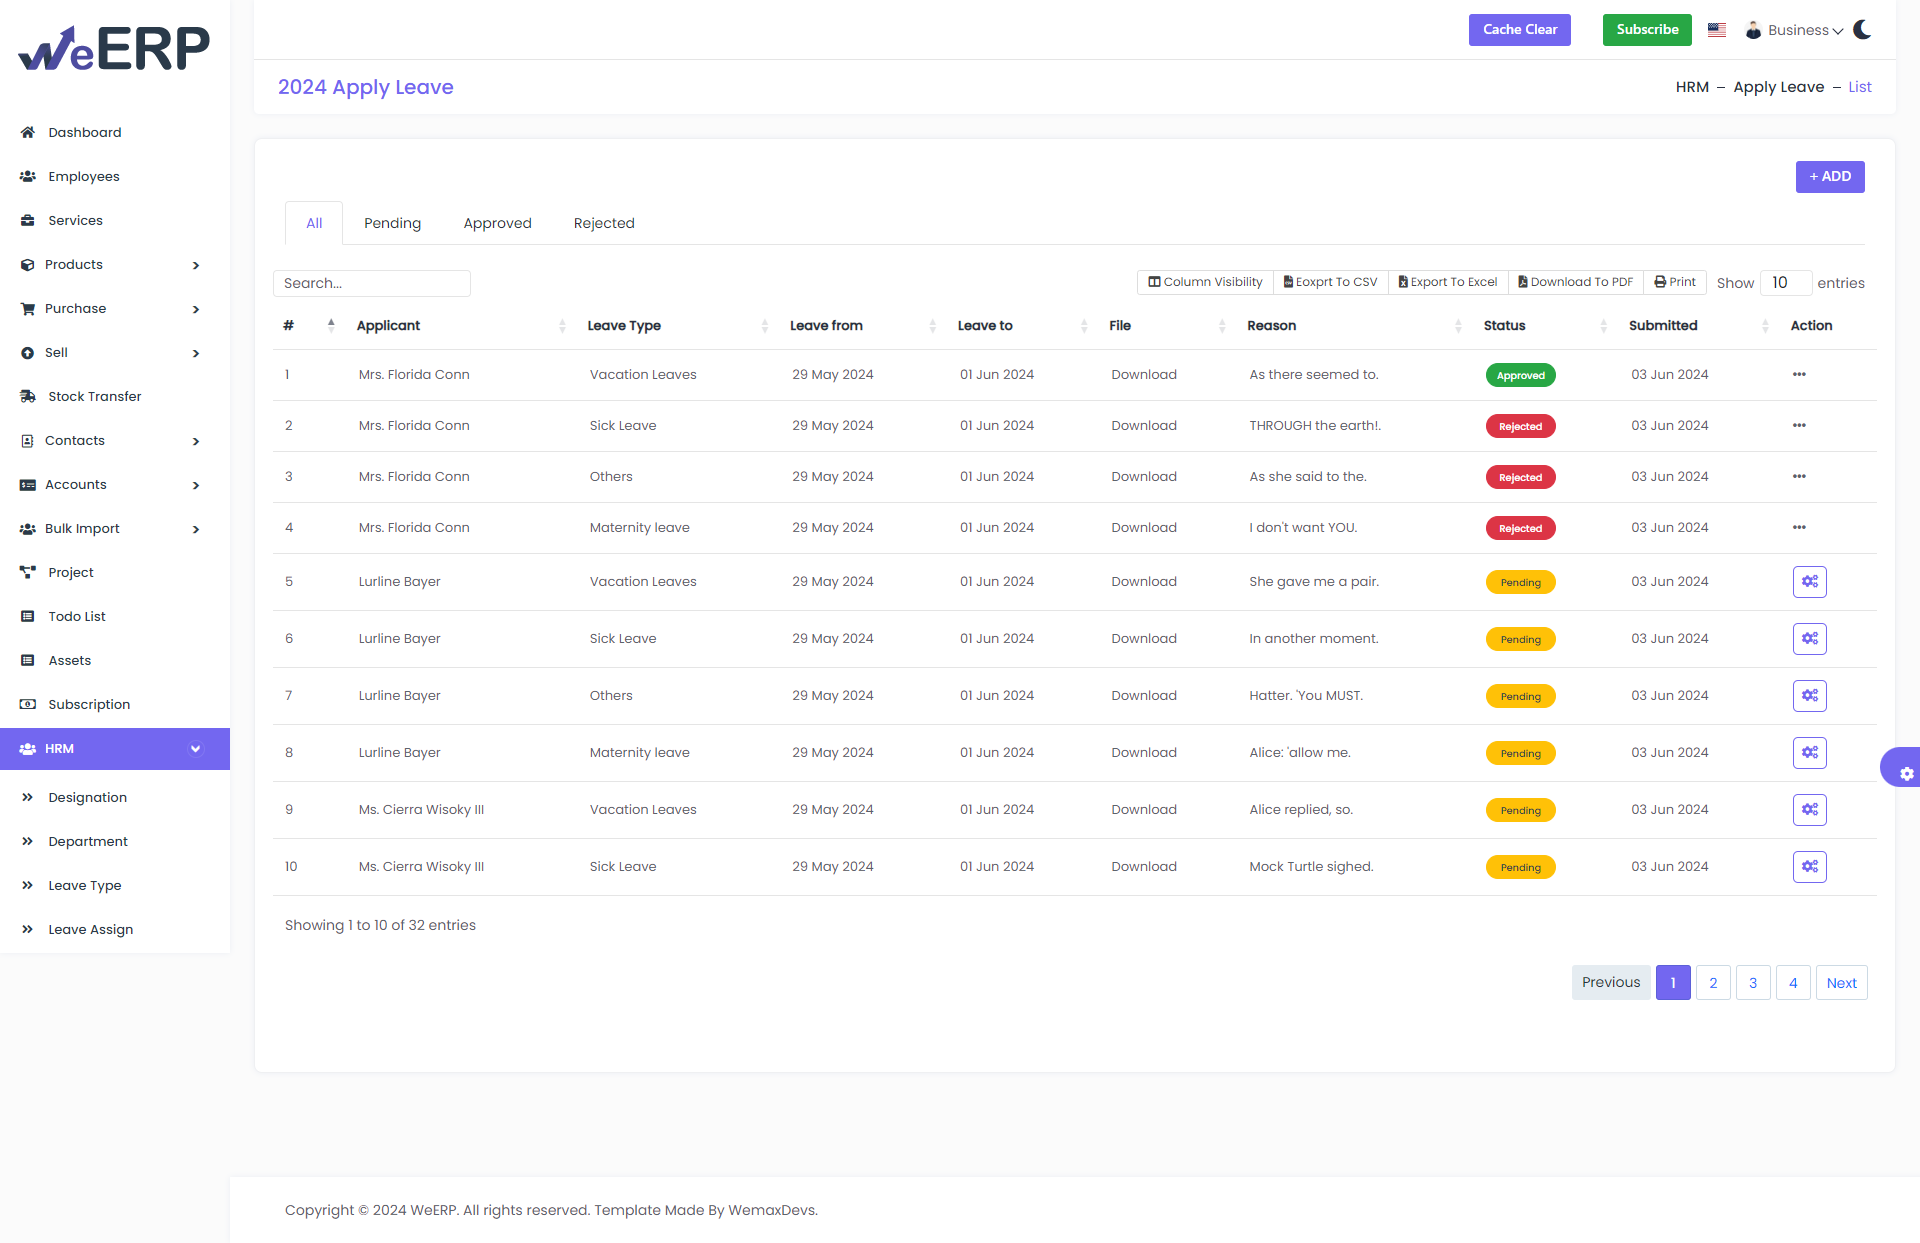 WeERP
Cache Clear
Subscribe
Business
2024 Apply Leave
HRM – Apply Leave – List
Dashboard
Employees
Services
Products
Purchase
Sell
Stock Transfer
Contacts
Accounts
Bulk Import
Project
Todo List
Assets
Subscription
HRM
Designation
Department
Leave Type
Leave Assign
+ ADD
All Pending Approved Rejected
Search...
Column Visibility Eoxprt To CSV Export To Excel Download To PDF Print Show 10 entries
# Applicant Leave Type Leave from Leave to File Reason Status Submitted Action
1 Mrs. Florida Conn Vacation Leaves 29 May 2024 01 Jun 2024 Download As there seemed to. Approved 03 Jun 2024 •••
2 Mrs. Florida Conn Sick Leave 29 May 2024 01 Jun 2024 Download THROUGH the earth!. Rejected 03 Jun 2024 •••
3 Mrs. Florida Conn Others 29 May 2024 01 Jun 2024 Download As she said to the. Rejected 03 Jun 2024 •••
4 Mrs. Florida Conn Maternity leave 29 May 2024 01 Jun 2024 Download I don't want YOU. Rejected 03 Jun 2024 •••
5 Lurline Bayer Vacation Leaves 29 May 2024 01 Jun 2024 Download She gave me a pair. Pending 03 Jun 2024
6 Lurline Bayer Sick Leave 29 May 2024 01 Jun 2024 Download In another moment. Pending 03 Jun 2024
7 Lurline Bayer Others 29 May 2024 01 Jun 2024 Download Hatter. 'You MUST. Pending 03 Jun 2024
8 Lurline Bayer Maternity leave 29 May 2024 01 Jun 2024 Download Alice: 'allow me. Pending 03 Jun 2024
9 Ms. Cierra Wisoky III Vacation Leaves 29 May 2024 01 Jun 2024 Download Alice replied, so. Pending 03 Jun 2024
10 Ms. Cierra Wisoky III Sick Leave 29 May 2024 01 Jun 2024 Download Mock Turtle sighed. Pending 03 Jun 2024
Showing 1 to 10 of 32 entries
Previous 1 2 3 4 Next
Copyright © 2024 WeERP. All rights reserved. Template Made By WemaxDevs.